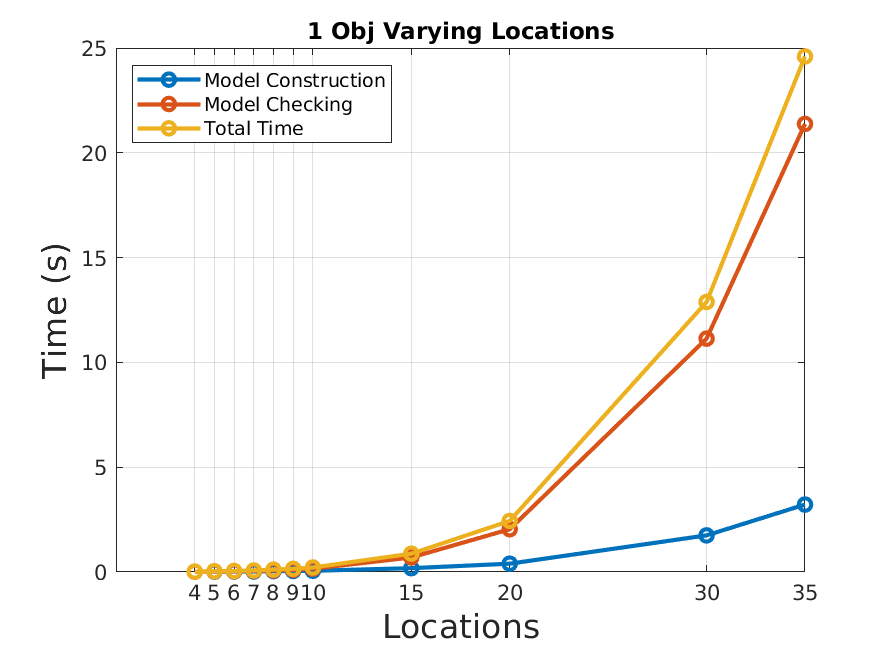 1 Obj Varying Locations
Model Construction
Model Checking
Total Time
Time (s)
25
20
15
10
5
0
4 5 6 7 8 9 10 15 20 30 35
Locations